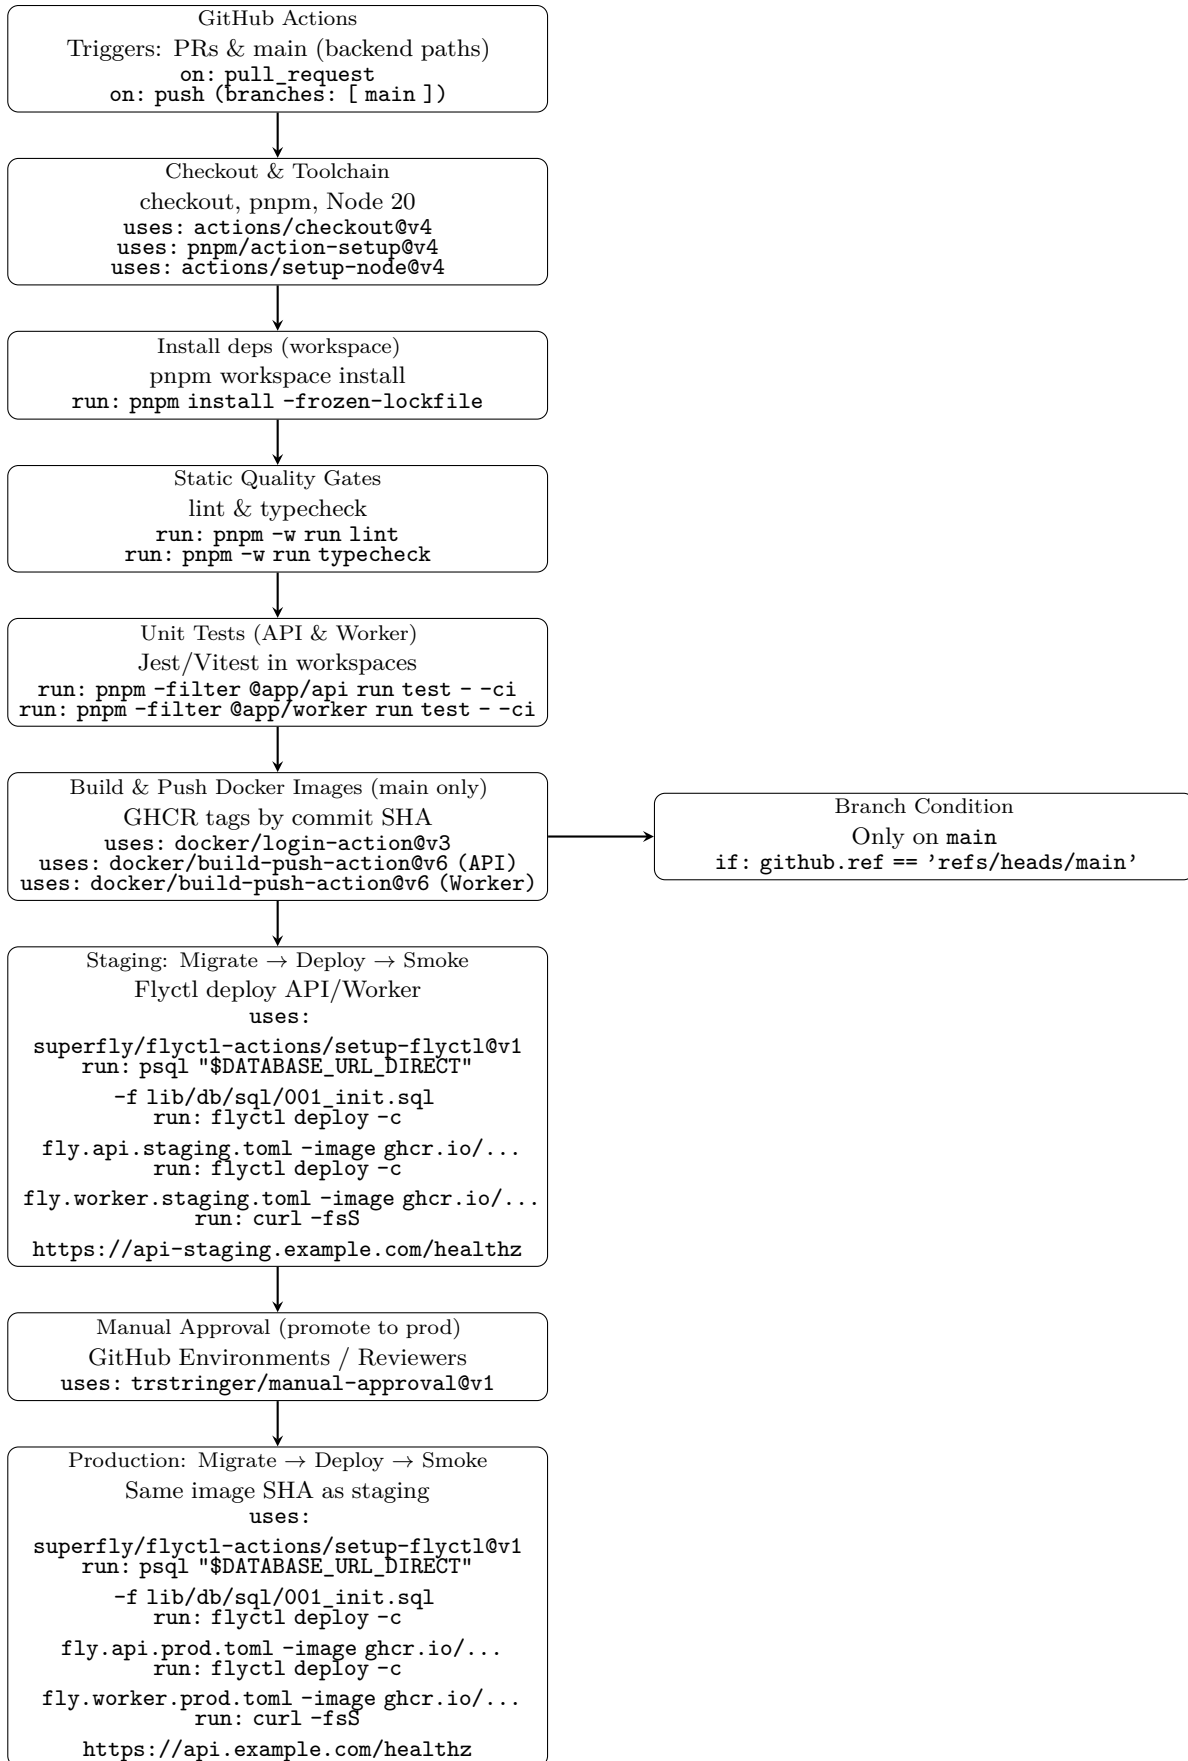 GitHub Actions
Triggers: PRs & main (backend paths)
on: pull_request
on: push (branches: [ main ])
Checkout & Toolchain
checkout, pnpm, Node 20
uses: actions/checkout@v4
uses: pnpm/action-setup@v4
uses: actions/setup-node@v4
Install deps (workspace)
pnpm workspace install
run: pnpm install -frozen-lockfile
Static Quality Gates
lint & typecheck
run: pnpm -w run lint
run: pnpm -w run typecheck
Unit Tests (API & Worker)
Jest/Vitest in workspaces
run: pnpm -filter @app/api run test - -ci
run: pnpm -filter @app/worker run test - -ci
Build & Push Docker Images (main only)
GHCR tags by commit SHA
uses: docker/login-action@v3
uses: docker/build-push-action@v6 (API)
uses: docker/build-push-action@v6 (Worker)
Branch Condition
Only on main
if: github.ref == 'refs/heads/main'
Staging: Migrate → Deploy → Smoke
Flyctl deploy API/Worker
uses:
superfly/flyctl-actions/setup-flyctl@v1
run: psql "$DATABASE_URL_DIRECT"
-f lib/db/sql/001_init.sql
run: flyctl deploy -c
fly.api.staging.toml -image ghcr.io/...
run: flyctl deploy -c
fly.worker.staging.toml -image ghcr.io/...
run: curl -fsS
https://api-staging.example.com/healthz
Manual Approval (promote to prod)
GitHub Environments / Reviewers
uses: trstringer/manual-approval@v1
Production: Migrate → Deploy → Smoke
Same image SHA as staging
uses:
superfly/flyctl-actions/setup-flyctl@v1
run: psql "$DATABASE_URL_DIRECT"
-f lib/db/sql/001_init.sql
run: flyctl deploy -c
fly.api.prod.toml -image ghcr.io/...
run: flyctl deploy -c
fly.worker.prod.toml -image ghcr.io/...
run: curl -fsS
https://api.example.com/healthz